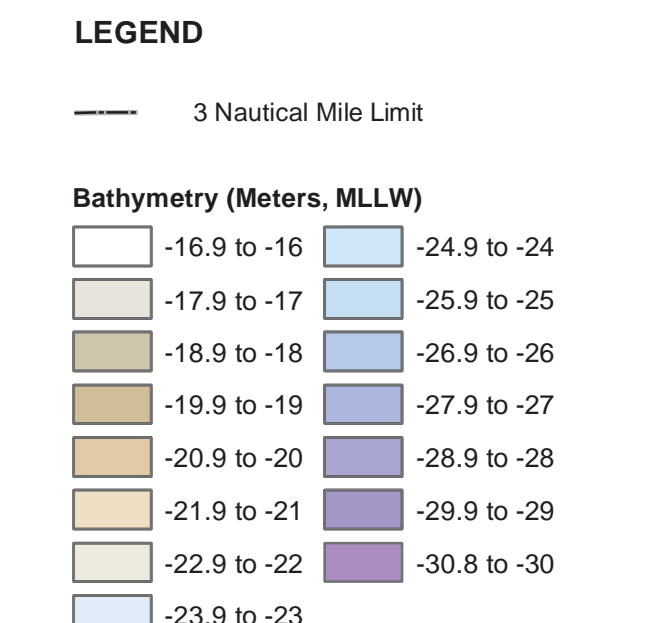 LEGEND
3 Nautical Mile Limit
Bathymetry (Meters, MLLW)
-16.9 to -16
-17.9 to -17
-18.9 to -18
-19.9 to -19
-20.9 to -20
-21.9 to -21
-22.9 to -22
-23.9 to -23
-24.9 to -24
-25.9 to -25
-26.9 to -26
-27.9 to -27
-28.9 to -28
-29.9 to -29
-30.8 to -30